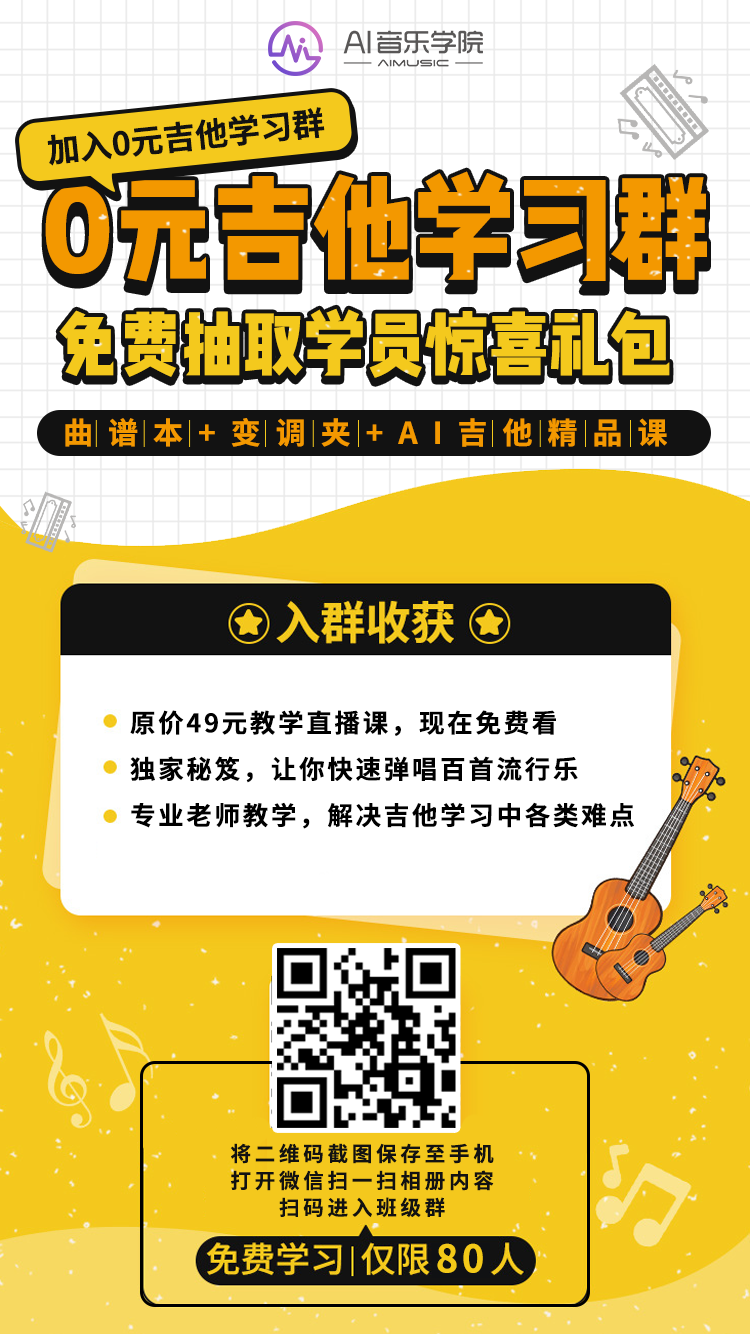 AI音乐学院
AIMUSIC
加入0元吉他学习群
0元吉他学习群
免费抽取学员惊喜礼包
曲谱本+变调夹+AI吉他精品课
入群收获
原价49元教学直播课，现在免费看
独家秘笈，让你快速弹唱百首流行乐
专业老师教学，解决吉他学习中各类难点
将二维码截图保存至手机
打开微信扫一扫相册内容
扫码进入班级群
免费学习|仅限80人